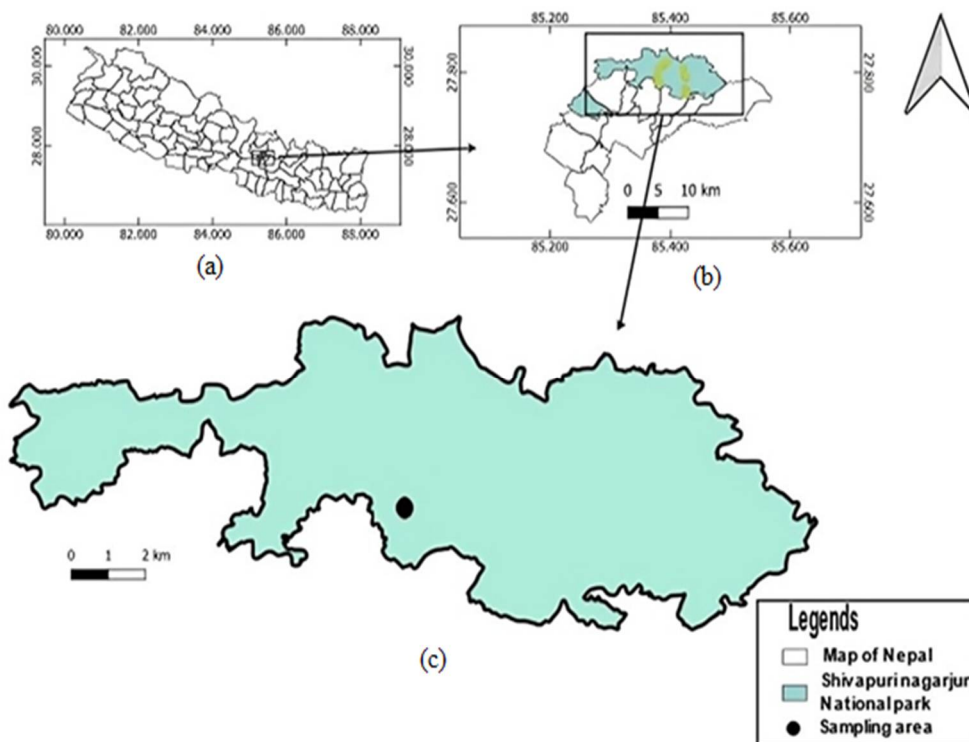 80.000 82.000 84.000 86.000 88.000
30.000 30.000
28.000 28.000
80.000 82.000 84.000 86.000 88.000
(a)
85.200 85.400 85.600
27.800 27.800
0 5 10 km
27.600 27.600
85.200 85.400 85.600
(b)
0 1 2 km
(c)
Legends
Map of Nepal
Shivapuri nagarjun
National park
Sampling area